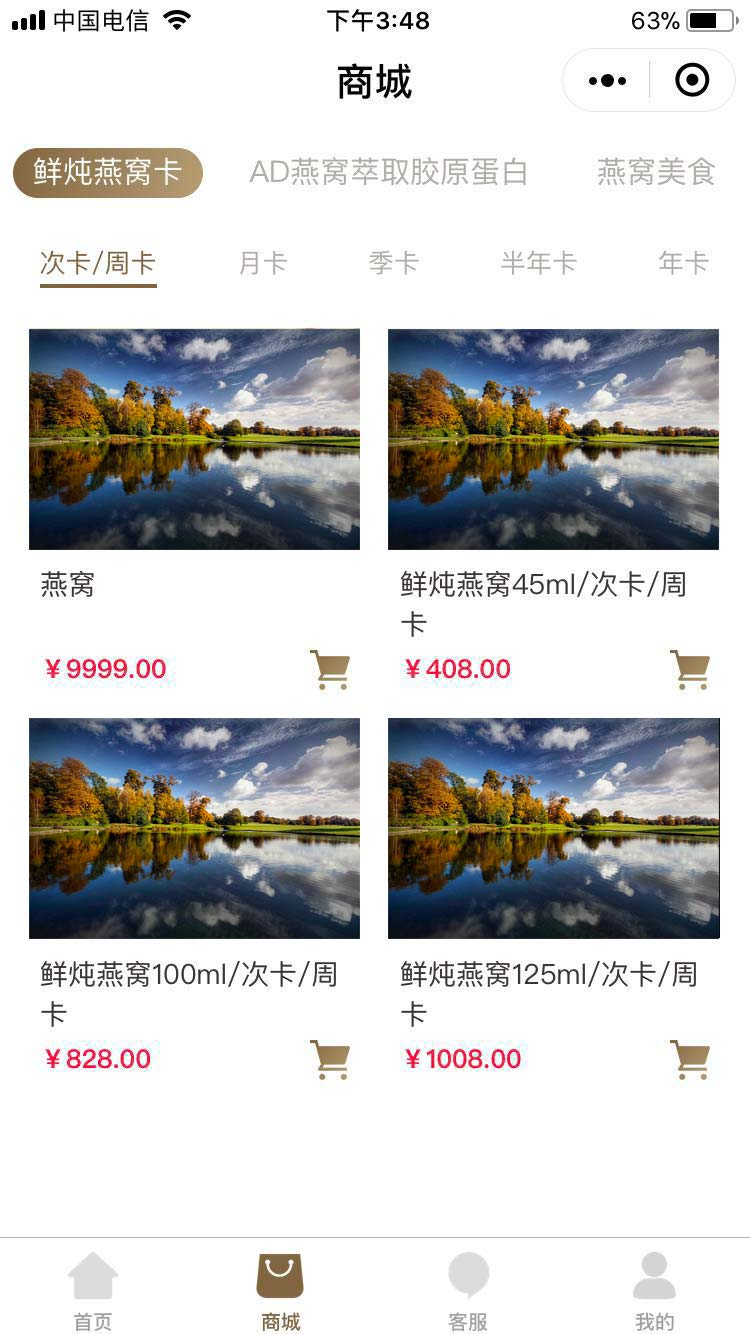 中国电信 下午3:48 63%
商城
鲜炖燕窝卡 AD燕窝萃取胶原蛋白 燕窝美食
次卡/周卡 月卡 季卡 半年卡 年卡
燕窝
¥9999.00
鲜炖燕窝45ml/次卡/周
卡
¥408.00
鲜炖燕窝100ml/次卡/周
卡
¥828.00
鲜炖燕窝125ml/次卡/周
卡
¥1008.00
首页 商城 客服 我的